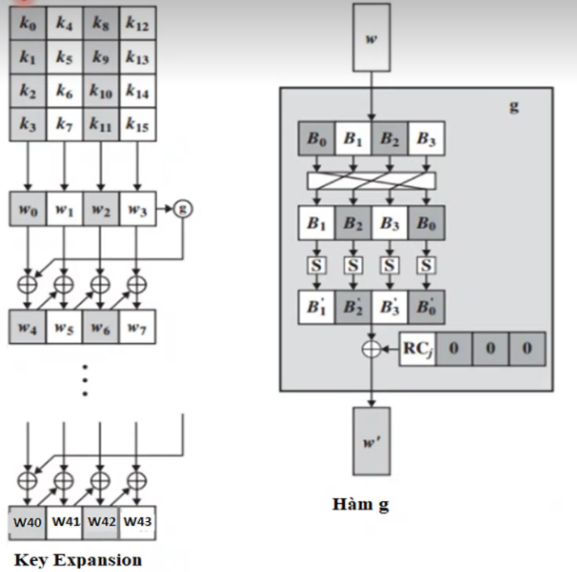 k0 k4 k8 k12
k1 k5 k9 k13
k2 k6 k10 k14
k3 k7 k11 k15
w0 w1 w2 w3 g
w4 w5 w6 w7
W40 W41 W42 W43
Key Expansion
w
g
B0 B1 B2 B3
B1 B2 B3 B0
S S S S
B'1 B'2 B'3 B'0
RCj 0 0 0
w'
Hàm g